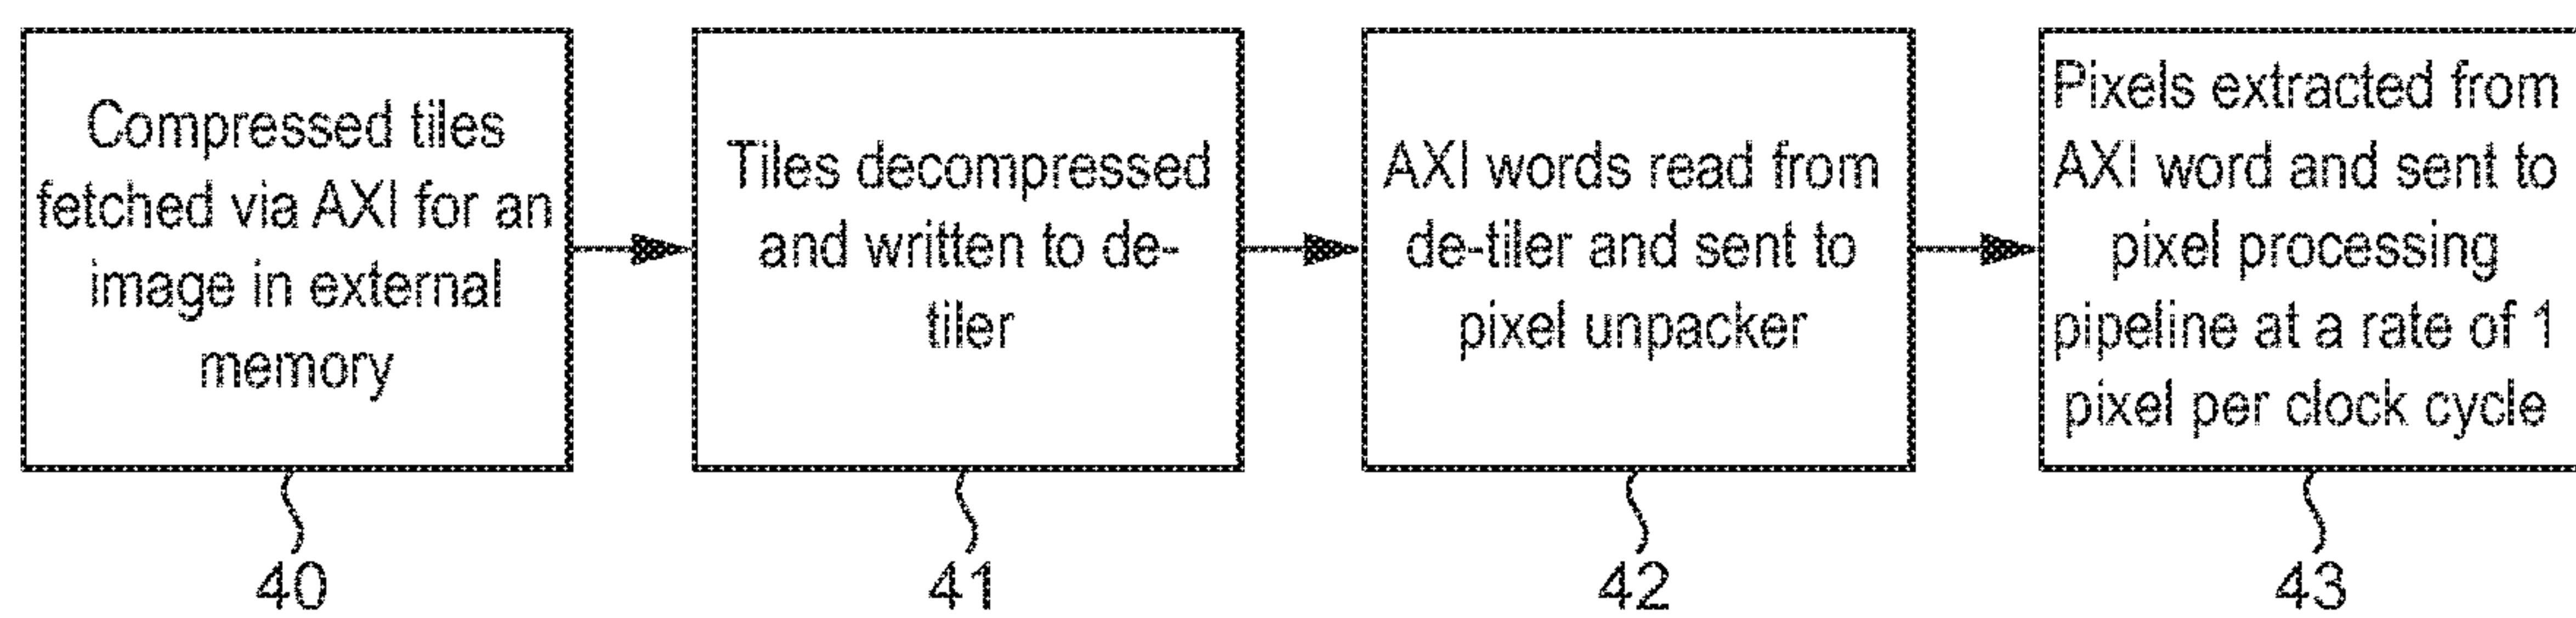 Compressed tiles
fetched via AXI for an
image in external
memory
Tiles decompressed
and written to de-
tiler
AXI words read from
de-tiler and sent to
pixel unpacker
Pixels extracted from
AXI word and sent to
pixel processing
pipeline at a rate of 1
pixel per clock cycle
40
41
42
43